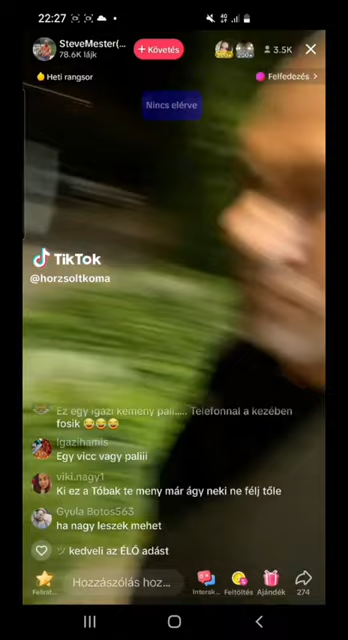 22:27
SteveMester(...
78.6K lájk
+ Követés
3.5K
Heti rangsor
Felfedezés >
Nincs elérve
TikTok
@horzsoltkoma
Ez egy igazi kemény pali..... Telefonnal a kezében
fosik 😂😂😂
Igazihamis
Egy vicc vagy paliii
viki.nagy1
Ki ez a Tóbak te meny már ágy neki ne félj tőle
Gyula Botos563
ha nagy leszek mehet
ツ kedveli az ÉLŐ adást
Hozzászólás hoz...
Felirat...
Interak...
Feltöltés
Ajándék
274